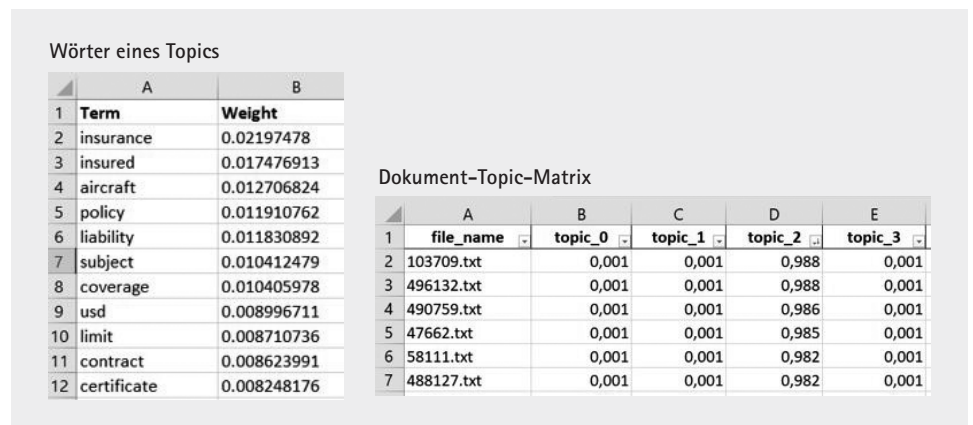 Wörter eines Topics
A B
1 Term Weight
2 insurance 0.02197478
3 insured 0.017476913
4 aircraft 0.012706824
5 policy 0.011910762
6 liability 0.011830892
7 subject 0.010412479
8 coverage 0.010405978
9 usd 0.008996711
10 limit 0.008710736
11 contract 0.008623991
12 certificate 0.008248176
Dokument-Topic-Matrix
A B C D E
1 file_name topic_0 topic_1 topic_2 topic_3
2 103709.txt 0,001 0,001 0,988 0,001
3 496132.txt 0,001 0,001 0,988 0,001
4 490759.txt 0,001 0,001 0,986 0,001
5 47662.txt 0,001 0,001 0,985 0,001
6 58111.txt 0,001 0,001 0,982 0,001
7 488127.txt 0,001 0,001 0,982 0,001